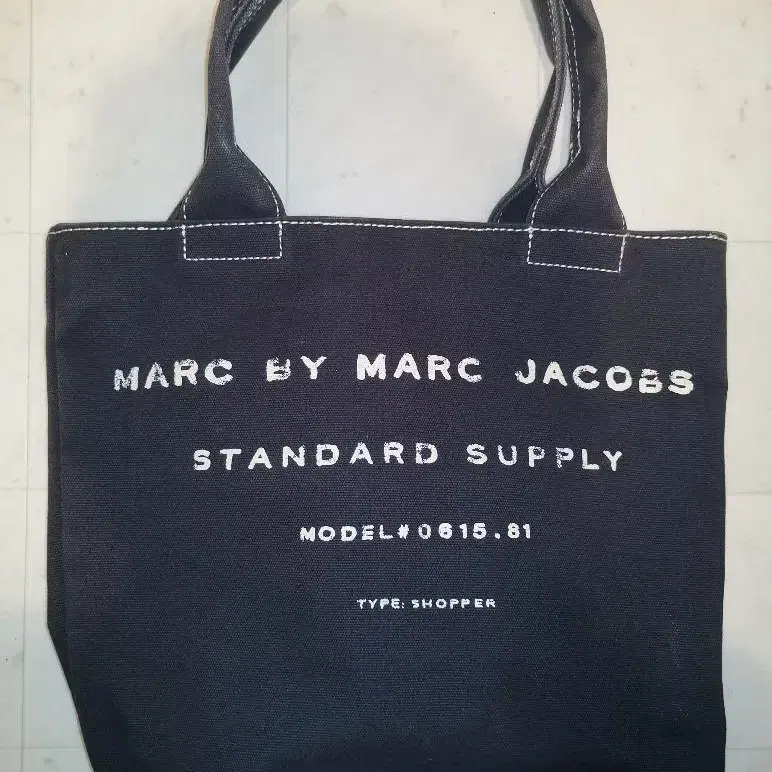 MARC BY MARC JACOBS
STANDARD SUPPLY
MODEL#0615.81
TYPE: SHOPPER